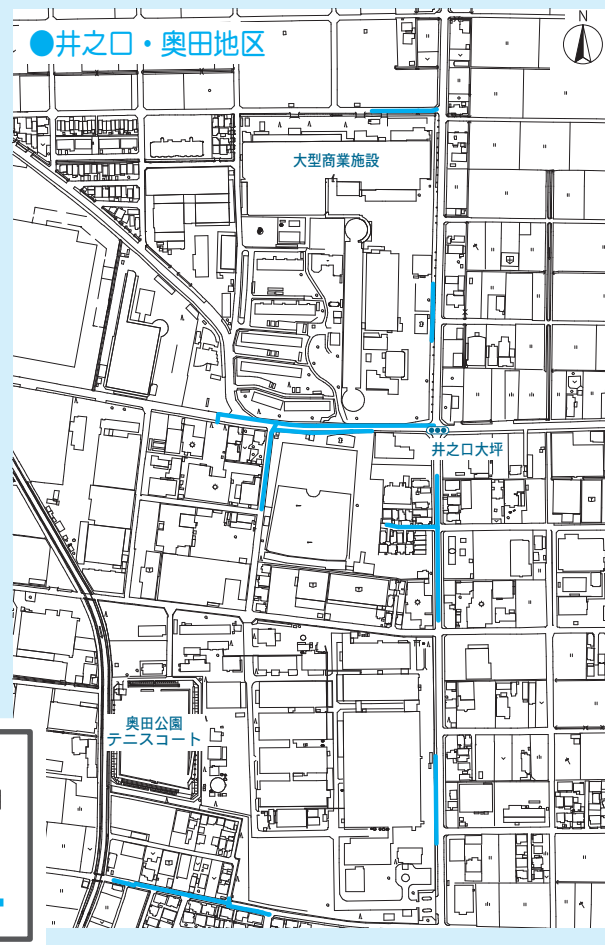 ●井之口・奥田地区
N
大型商業施設
井之口大坪
奥田公園
テニスコート